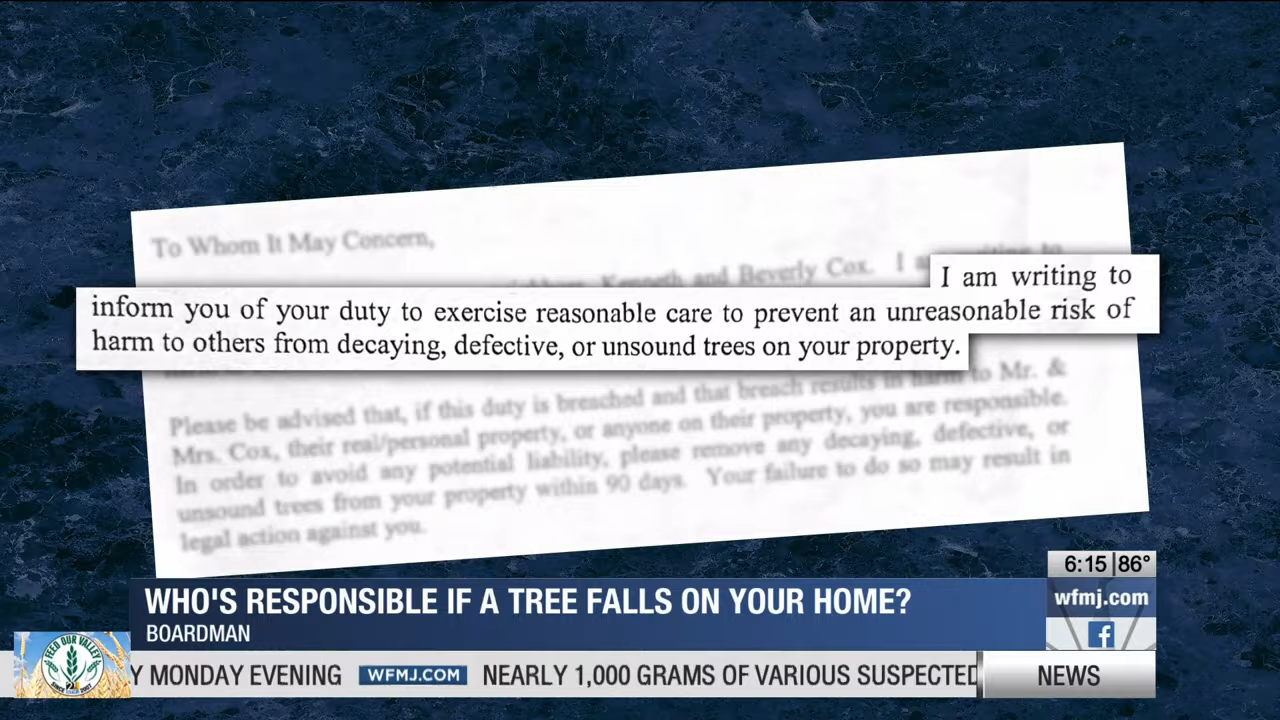 To Whom It May Concern,
Kenneth and Beverly Cox. I
I am writing to
inform you of your duty to exercise reasonable care to prevent an unreasonable risk of
harm to others from decaying, defective, or unsound trees on your property.
Please be advised that, if this duty is breached and that breach results in harm to Mr. &
Mrs. Cox, their real/personal property, or anyone on their property, you are responsible.
In order to avoid any potential liability, please remove any decaying, defective, or
unsound trees from your property within 90 days. Your failure to do so may result in
legal action against you.
6:15 86°
WHO'S RESPONSIBLE IF A TREE FALLS ON YOUR HOME?
wfmj.com
BOARDMAN
FEED OUR VALLEY
Y MONDAY EVENING WFMJ.COM NEARLY 1,000 GRAMS OF VARIOUS SUSPECTED
NEWS